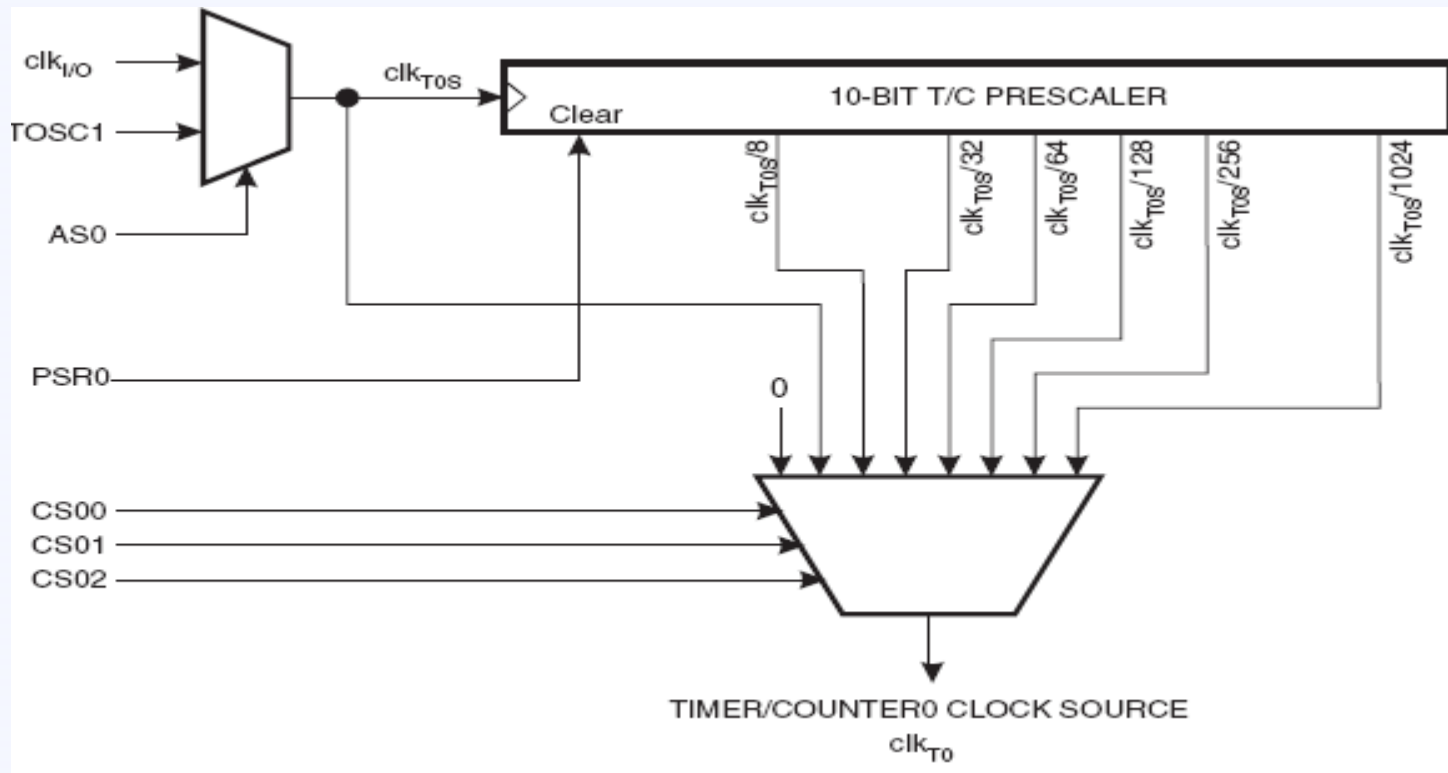 clkI/O
TOSC1
AS0
PSR0
CS00
CS01
CS02
clkT0S
Clear
10-BIT T/C PRESCALER
clkT0S/8
clkT0S/32
clkT0S/64
clkT0S/128
clkT0S/256
clkT0S/1024
0
TIMER/COUNTER0 CLOCK SOURCE
clkT0